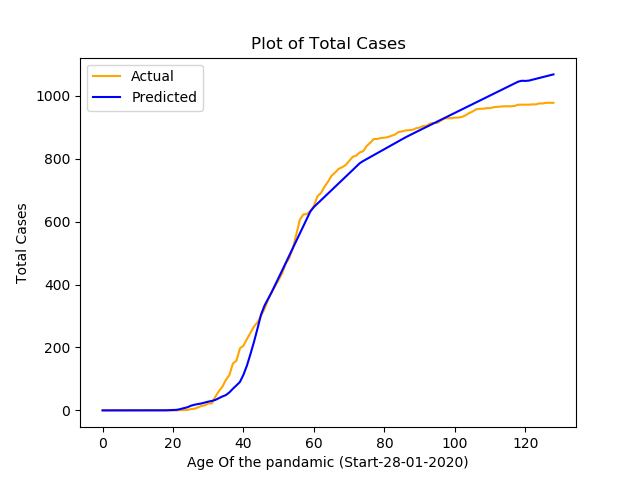 Plot of Total Cases
Actual
Predicted
1000
800
600
400
200
0
Total Cases
0 20 40 60 80 100 120
Age Of the pandamic (Start-28-01-2020)